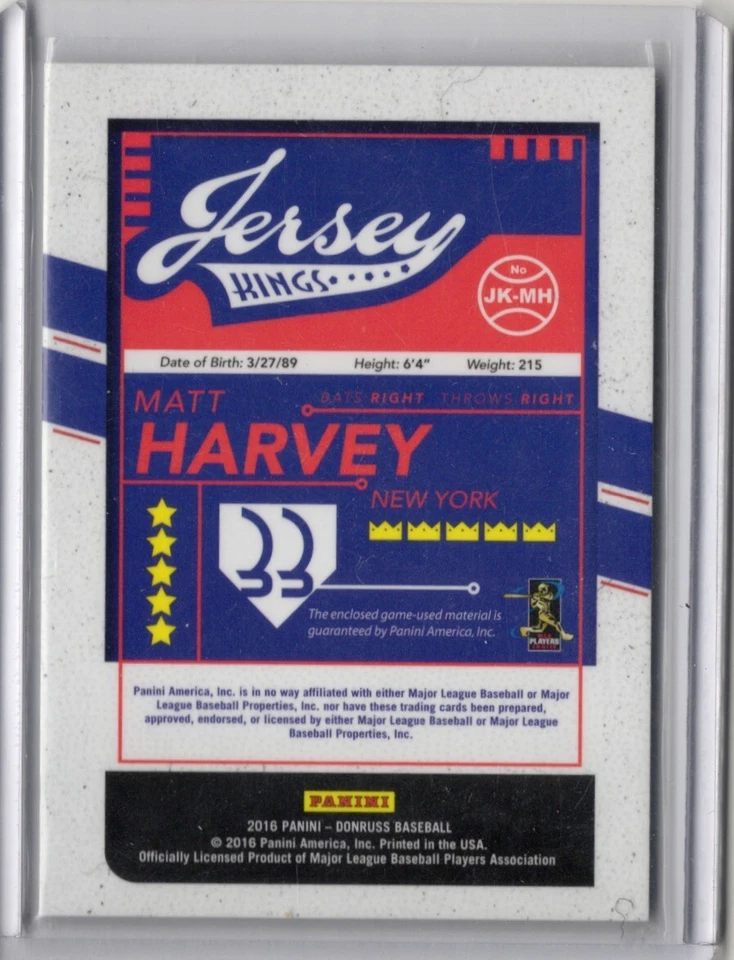 Jersey
KINGS
No
JK-MH
Date of Birth: 3/27/89 Height: 6'4" Weight: 215
MATT
BATS RIGHT THROWS RIGHT
HARVEY
NEW YORK
33
The enclosed game-used material is
guaranteed by Panini America, Inc.
MLB
PLAYERS
CHOICE
Panini America, Inc. is in no way affiliated with either Major League Baseball or Major
League Baseball Properties, Inc. nor have these trading cards been prepared,
approved, endorsed, or licensed by either Major League Baseball or Major League
Baseball Properties, Inc.
PANINI
2016 PANINI – DONRUSS BASEBALL
© 2016 Panini America, Inc. Printed in the USA.
Officially Licensed Product of Major League Baseball Players Association